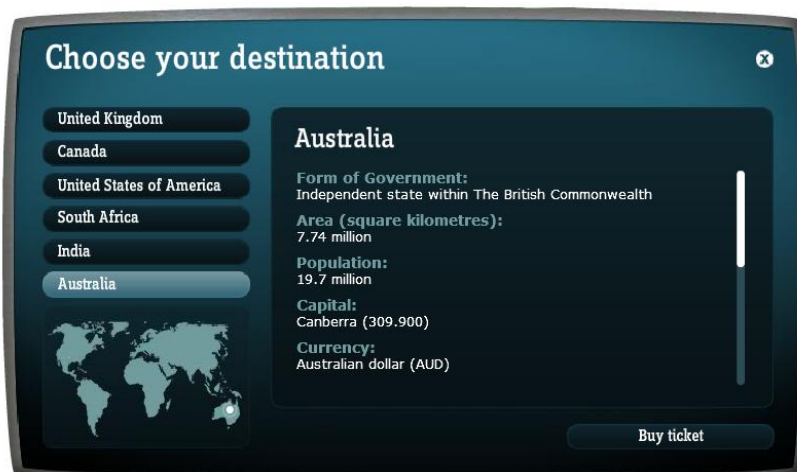 Choose your destination
X
United Kingdom
Canada
United States of America
South Africa
India
Australia
Australia
Form of Government:
Independent state within The British Commonwealth
Area (square kilometres):
7.74 million
Population:
19.7 million
Capital:
Canberra (309.900)
Currency:
Australian dollar (AUD)
Buy ticket